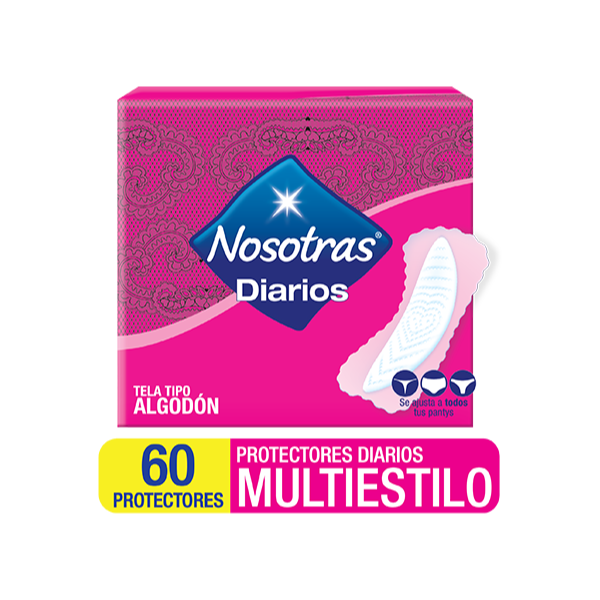 Nosotras®
Diarios
TELA TIPO
ALGODÓN
Se ajusta a todos
tus pantys
60
PROTECTORES
PROTECTORES DIARIOS
MULTIESTILO